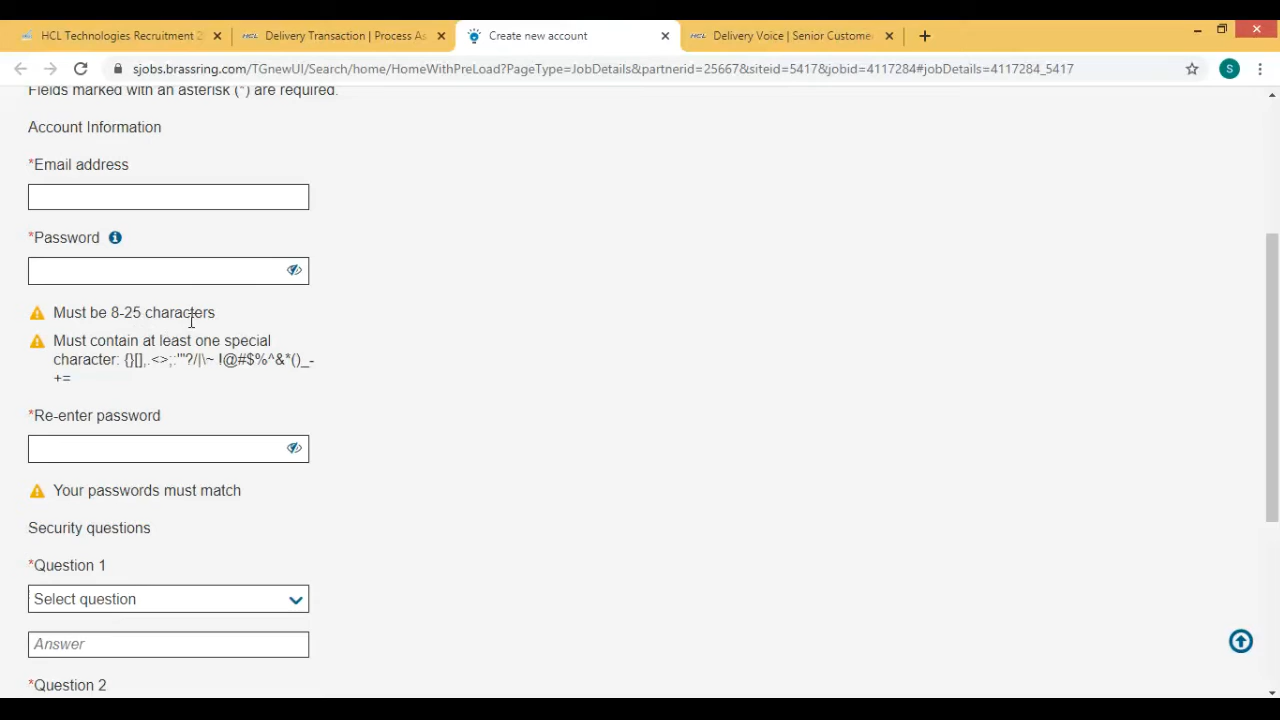 HCL Technologies Recruitment 2
HCL Delivery Transaction | Process As
Create new account
HCL Delivery Voice | Senior Custome
sjobs.brassring.com/TGnewUI/Search/home/HomeWithPreLoad?PageType=JobDetails&partnerid=25667&siteid=5417&jobid=4117284#jobDetails=4117284_5417
S
Fields marked with an asterisk (*) are required.
Account Information
*Email address
*Password
Must be 8-25 characters
Must contain at least one special
character: {}[],.<>;:'"?/|\~ !@#$%^&*()_-
+=
*Re-enter password
Your passwords must match
Security questions
*Question 1
Select question
Answer
*Question 2